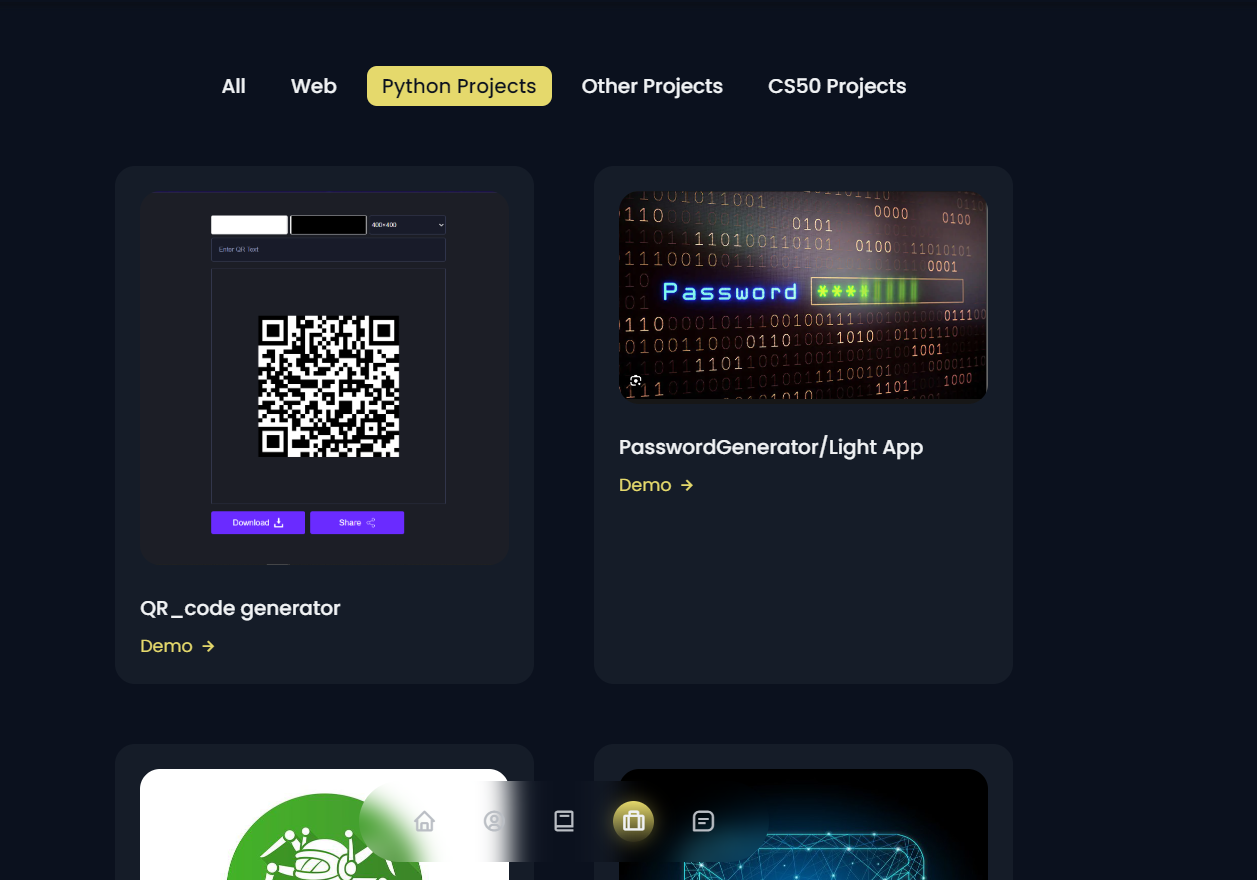 All
Web
Python Projects
Other Projects
CS50 Projects
400×400
Enter QR Text
Download
Share
QR_code generator
Demo →
Password ****
PasswordGenerator/Light App
Demo →